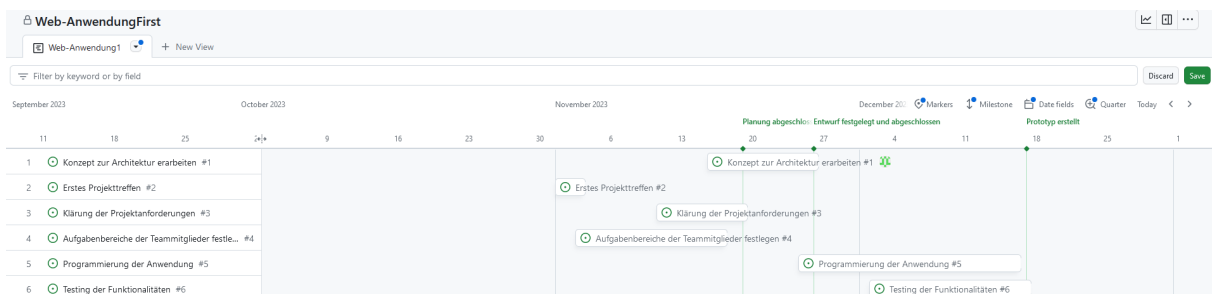 Web-AnwendungFirst
Web-Anwendung1
+ New View
Filter by keyword or by field
Discard Save
September 2023 October 2023 November 2023 December Markers Milestone Date fields Quarter Today
Planung abgeschlo Entwurf festgelegt und abgeschlossen Prototyp erstellt
11 18 25 9 16 23 30 6 13 20 27 4 11 18 25 1
1 Konzept zur Architektur erarbeiten #1 Konzept zur Architektur erarbeiten #1
2 Erstes Projekttreffen #2 Erstes Projekttreffen #2
3 Klärung der Projektanforderungen #3 Klärung der Projektanforderungen #3
4 Aufgabenbereiche der Teammitglieder festle... #4 Aufgabenbereiche der Teammitglieder festlegen #4
5 Programmierung der Anwendung #5 Programmierung der Anwendung #5
6 Testing der Funktionalitäten #6 Testing der Funktionalitäten #6